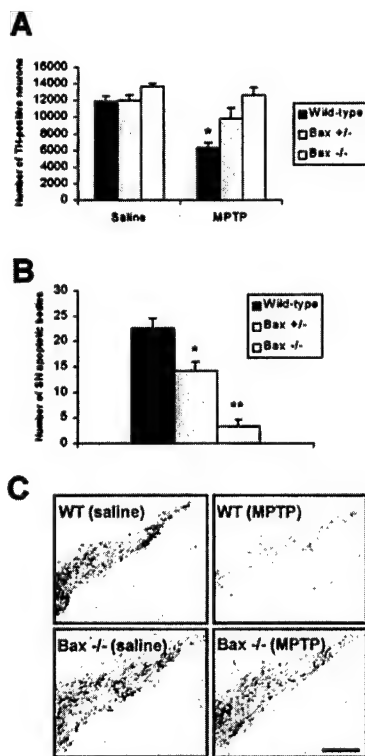 A
Number of TH-positive neurons
16000
14000
12000
10000
8000
6000
4000
2000
0
*
Saline
MPTP
Wild-type
Bax +/-
Bax -/-
B
Number of SN apoptotic bodies
30
25
20
15
10
5
0
*
**
Wild-type
Bax +/-
Bax -/-
C
WT (saline)
WT (MPTP)
Bax -/- (saline)
Bax -/- (MPTP)